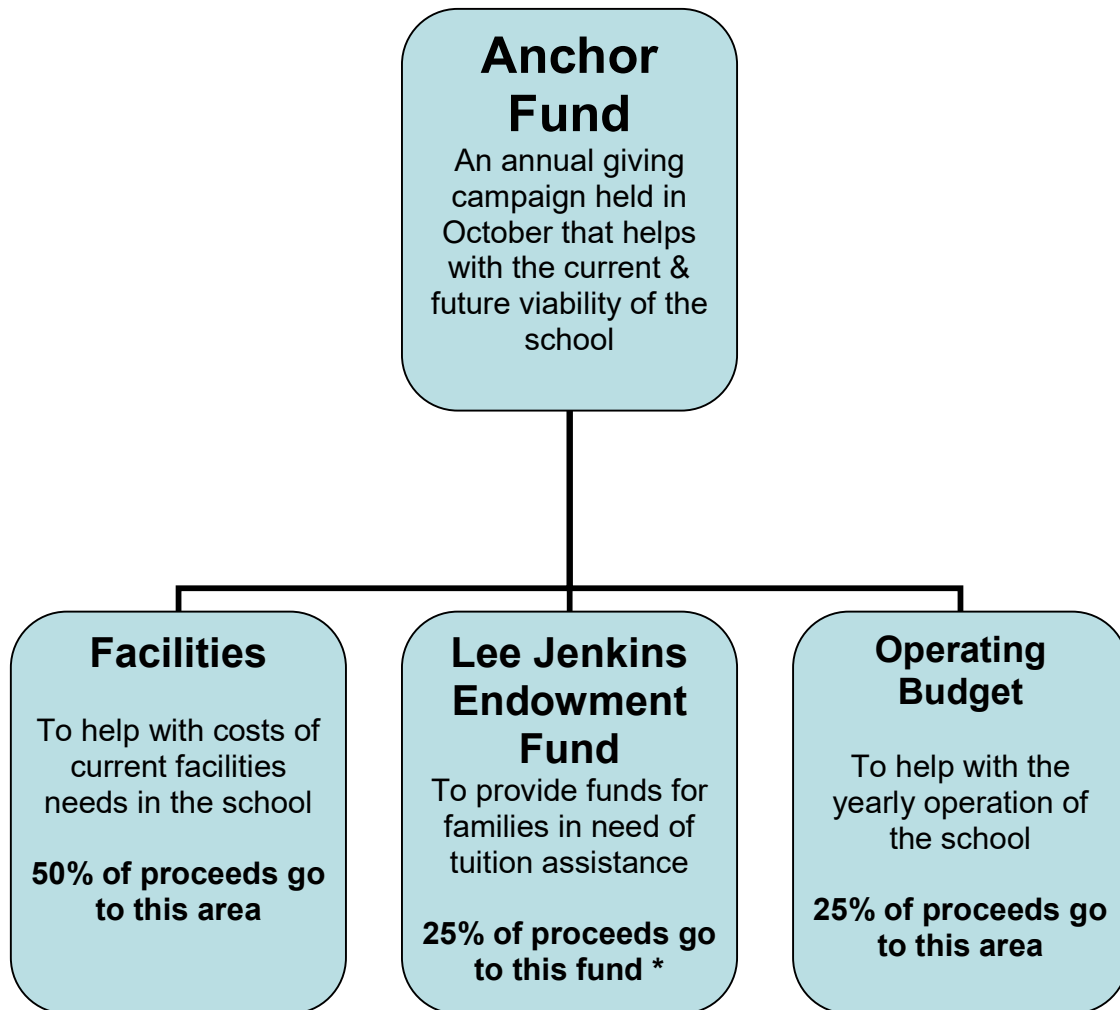 Anchor
Fund
An annual giving
campaign held in
October that helps
with the current &
future viability of the
school
Facilities
To help with costs of
current facilities
needs in the school
50% of proceeds go
to this area
Lee Jenkins
Endowment
Fund
To provide funds for
families in need of
tuition assistance
25% of proceeds go
to this fund *
Operating
Budget
To help with the
yearly operation of
the school
25% of proceeds go
to this area